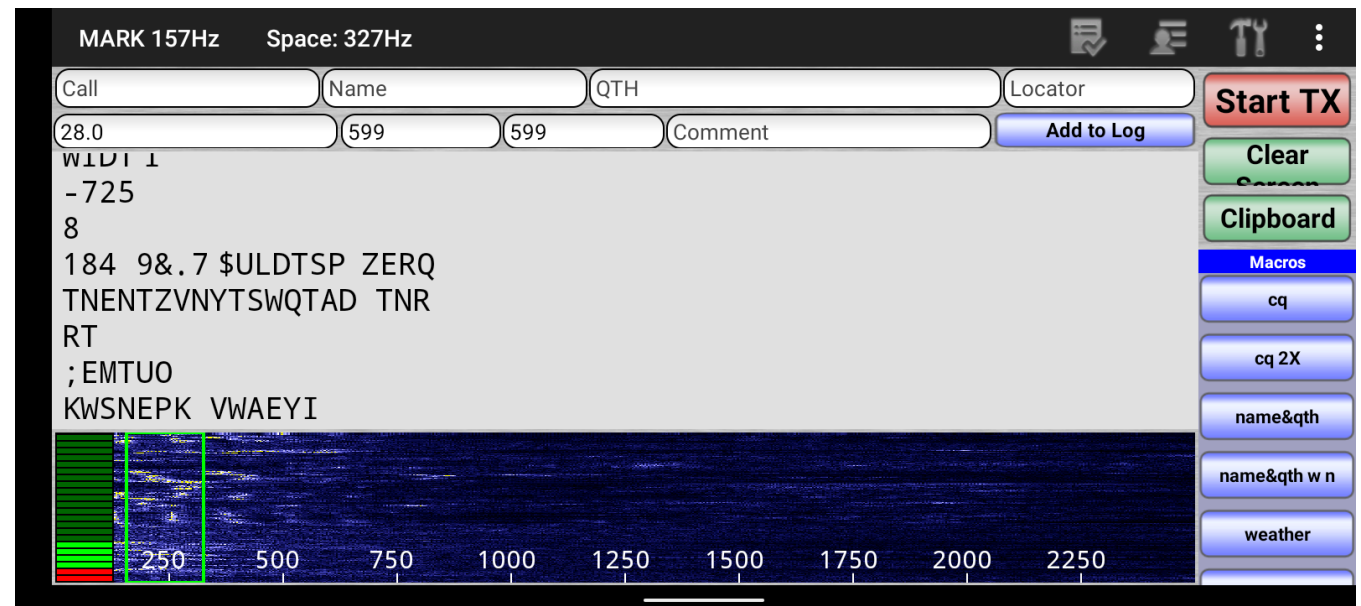 MARK 157Hz Space: 327Hz
Call Name QTH Locator
28.0 599 599 Comment Add to Log
Start TX
Clear
Screen
Clipboard
Macros
cq
cq 2X
name&qth
name&qth w n
weather
-725
8
184 9&.7 $ULDTSP ZERQ
TNENTZVNYTSWQTAD TNR
RT
;EMTUO
KWSNEPK VWAEYI
250 500 750 1000 1250 1500 1750 2000 2250